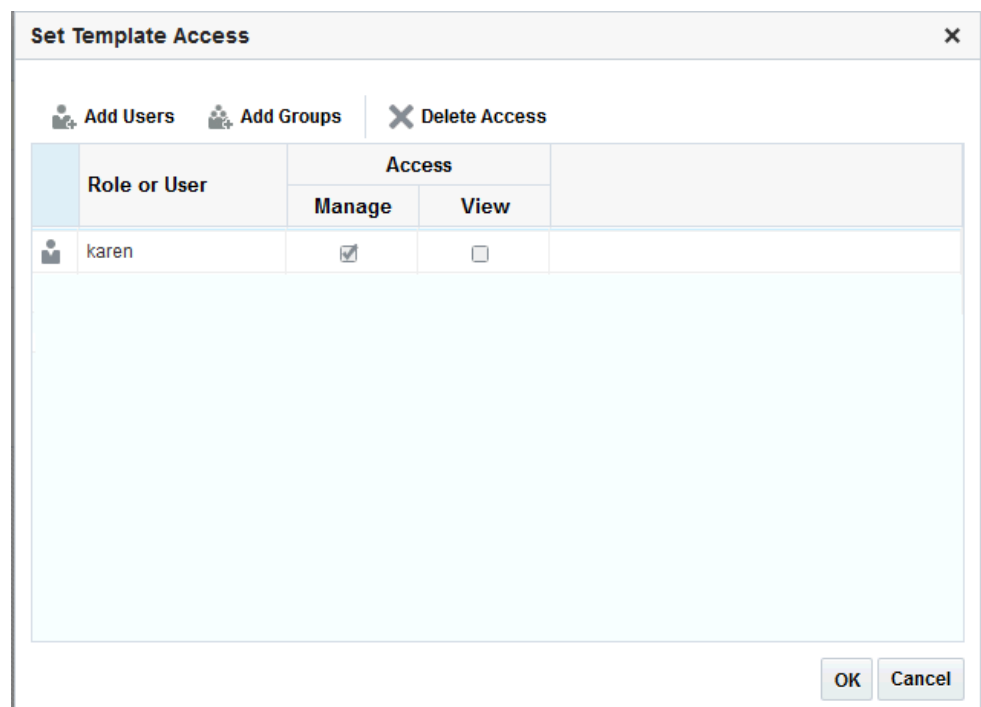 Set Template Access
Add Users Add Groups Delete Access
Role or User Access
Manage View
karen
OK Cancel